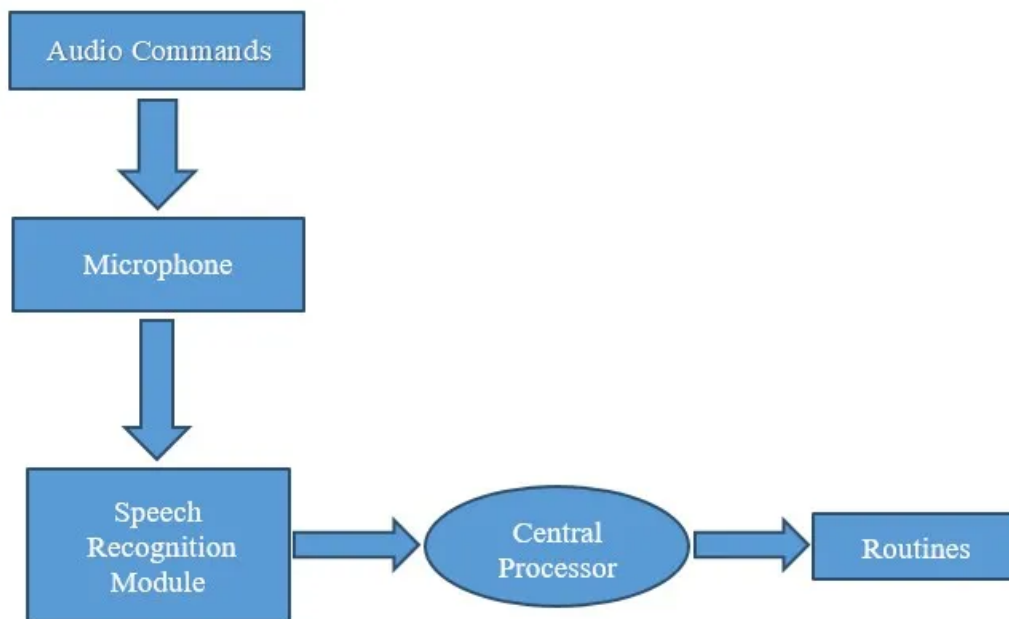 Audio Commands
Microphone
Speech
Recognition
Module
Central
Processor
Routines